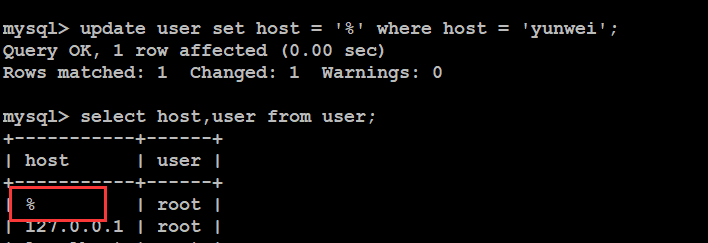 mysql> update user set host = '%' where host = 'yunwei';
Query OK, 1 row affected (0.00 sec)
Rows matched: 1  Changed: 1  Warnings: 0
mysql> select host,user from user;
+-----------+------+
| host      | user |
+-----------+------+
| %         | root |
| 127.0.0.1 | root |